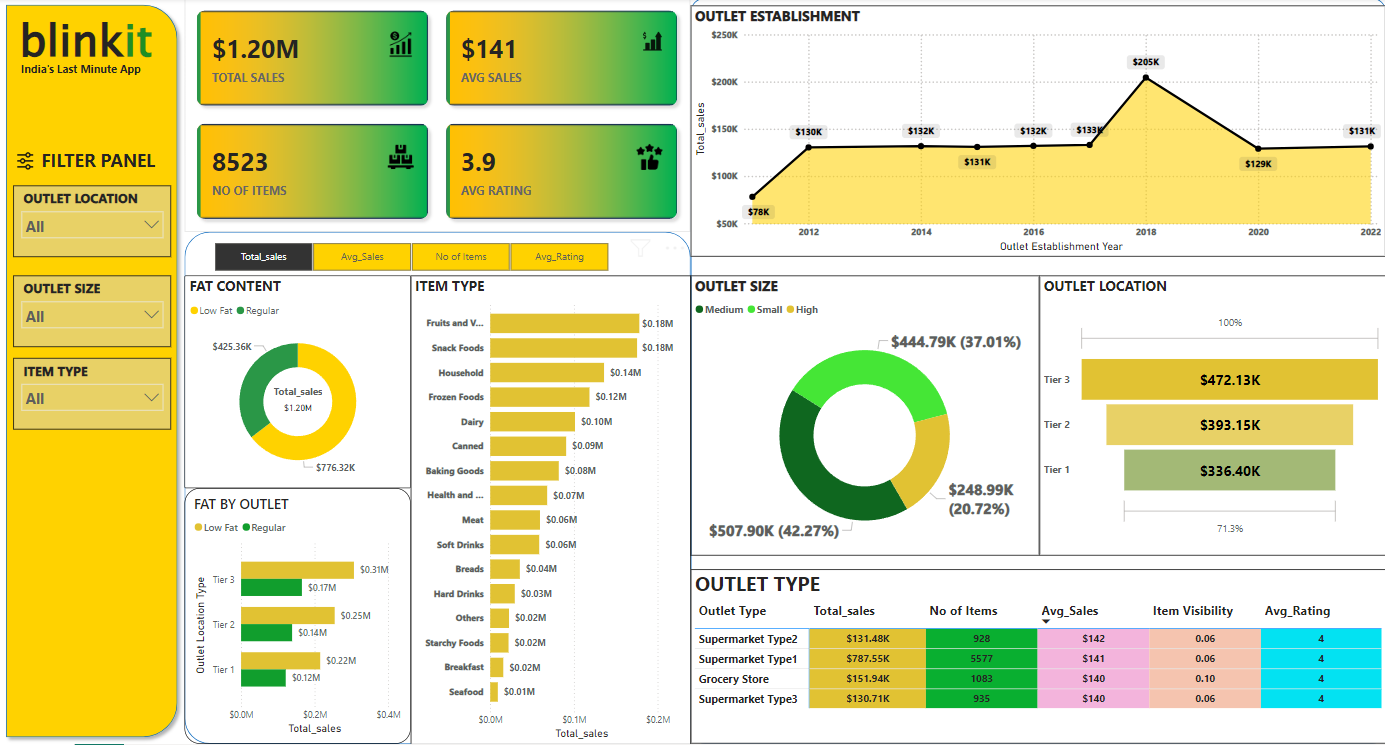 blinkit
India's Last Minute App
FILTER PANEL
OUTLET LOCATION
All
OUTLET SIZE
All
ITEM TYPE
All
$1.20M
TOTAL SALES
$141
AVG SALES
8523
NO OF ITEMS
3.9
AVG RATING
Total_sales Avg_Sales No of Items Avg_Rating
OUTLET ESTABLISHMENT
Total_sales
$250K
$200K
$150K
$100K
$50K
$78K
$130K
$132K
$131K
$132K
$133K
$205K
$129K
$131K
2012 2014 2016 2018 2020 2022
Outlet Establishment Year
FAT CONTENT
Low Fat Regular
$425.36K
Total_sales
$1.20M
$776.32K
FAT BY OUTLET
Low Fat Regular
Outlet Location Type
Tier 3 $0.31M
$0.17M
Tier 2 $0.25M
$0.14M
Tier 1 $0.22M
$0.12M
$0.0M $0.2M $0.4M
Total_sales
ITEM TYPE
Fruits and V... $0.18M
Snack Foods $0.18M
Household $0.14M
Frozen Foods $0.12M
Dairy $0.10M
Canned $0.09M
Baking Goods $0.08M
Health and ... $0.07M
Meat $0.06M
Soft Drinks $0.06M
Breads $0.04M
Hard Drinks $0.03M
Others $0.02M
Starchy Foods $0.02M
Breakfast $0.02M
Seafood $0.01M
$0.0M $0.1M $0.2M
Total_sales
OUTLET SIZE
Medium Small High
$444.79K (37.01%)
$248.99K
(20.72%)
$507.90K (42.27%)
OUTLET LOCATION
100%
Tier 3 $472.13K
Tier 2 $393.15K
Tier 1 $336.40K
71.3%
OUTLET TYPE
Outlet Type Total_sales No of Items Avg_Sales Item Visibility Avg_Rating
Supermarket Type2 $131.48K 928 $142 0.06 4
Supermarket Type1 $787.55K 5577 $141 0.06 4
Grocery Store $151.94K 1083 $140 0.10 4
Supermarket Type3 $130.71K 935 $140 0.06 4